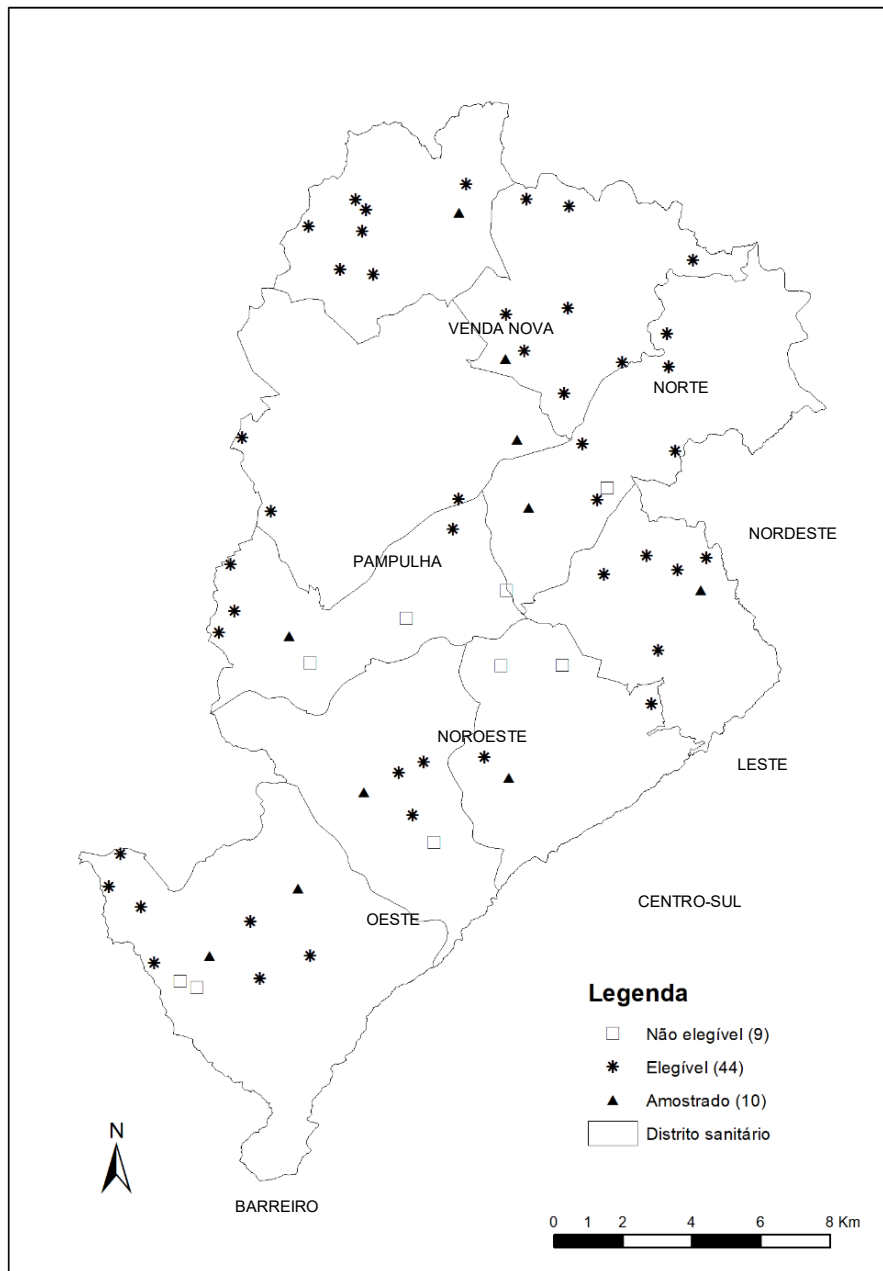 VENDA NOVA
NORTE
NORDESTE
PAMPULHA
NOROESTE
LESTE
CENTRO-SUL
OESTE
Legenda
Não elegível (9)
Elegível (44)
Amostrado (10)
Distrito sanitário
N
BARREIRO
0 1 2 4 6 8 Km